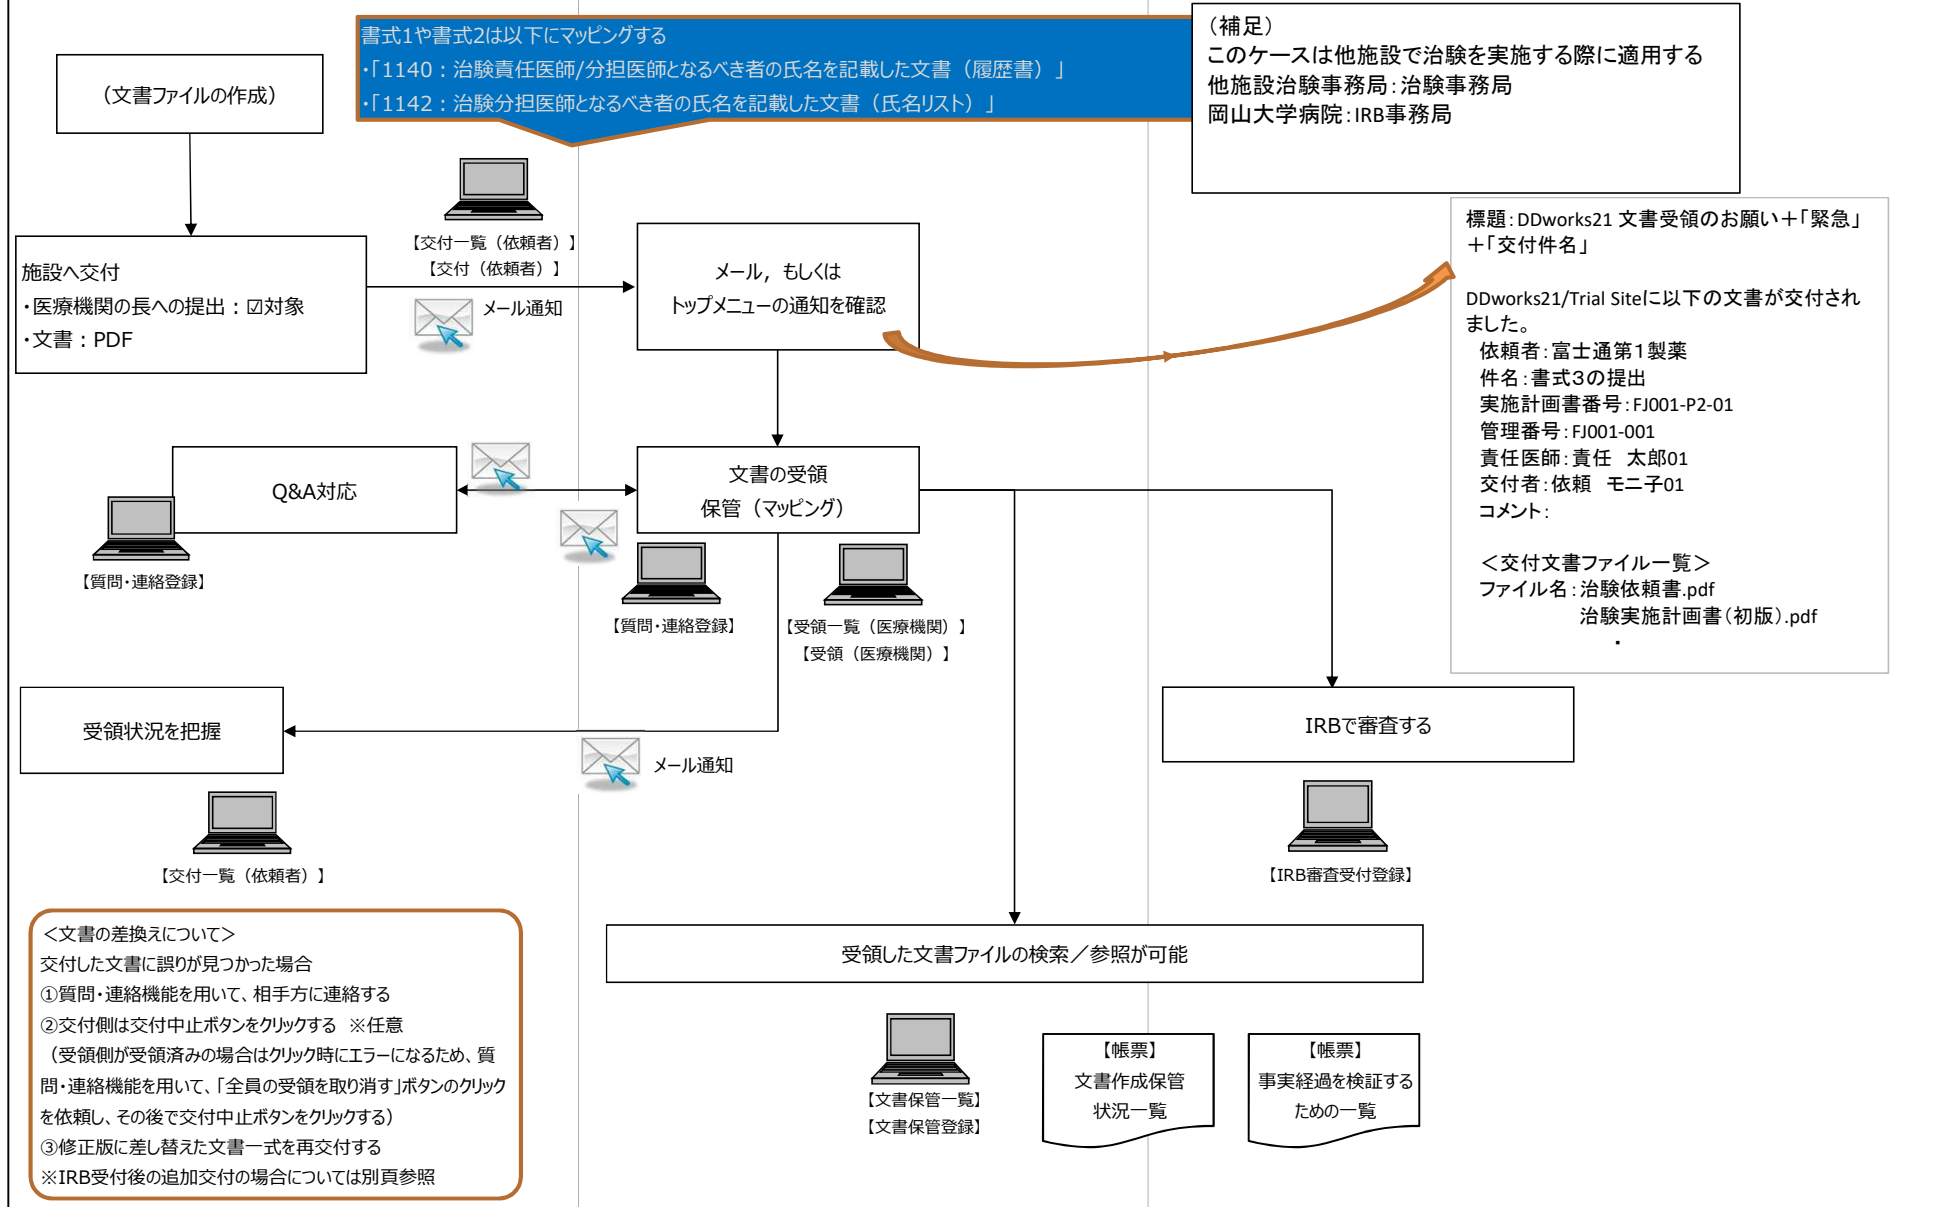 書式1や書式2は以下にマッピングする
・「1140：治験責任医師/分担医師となるべき者の氏名を記載した文書（履歴書）」
・「1142：治験分担医師となるべき者の氏名を記載した文書（氏名リスト）」
（補足）
このケースは他施設で治験を実施する際に適用する
他施設治験事務局：治験事務局
岡山大学病院：IRB事務局
（文書ファイルの作成）
施設へ交付
・医療機関の長への提出：☑対象
・文書：PDF
【交付一覧（依頼者）】
【交付（依頼者）】
メール通知
メール，もしくは
トップメニューの通知を確認
標題：DDworks21 文書受領のお願い＋「緊急」
＋「交付件名」
DDworks21/Trial Siteに以下の文書が交付され
ました。
依頼者：富士通第１製薬
件名：書式３の提出
実施計画書番号：FJ001-P2-01
管理番号：FJ001-001
責任医師：責任　太郎01
交付者：依頼　モニ子01
コメント：
＜交付文書ファイル一覧＞
ファイル名：治験依頼書.pdf
治験実施計画書（初版）.pdf
・
Q&A対応
【質問・連絡登録】
文書の受領
保管（マッピング）
【質問・連絡登録】
【受領一覧（医療機関）】
【受領（医療機関）】
受領状況を把握
メール通知
【交付一覧（依頼者）】
IRBで審査する
【IRB審査受付登録】
＜文書の差換えについて＞
交付した文書に誤りが見つかった場合
①質問・連絡機能を用いて、相手方に連絡する
②交付側は交付中止ボタンをクリックする　※任意
（受領側が受領済みの場合はクリック時にエラーになるため、質
問・連絡機能を用いて、「全員の受領を取り消す」ボタンのクリック
を依頼し、その後で交付中止ボタンをクリックする）
③修正版に差し替えた文書一式を再交付する
※IRB受付後の追加交付の場合については別頁参照
受領した文書ファイルの検索／参照が可能
【文書保管一覧】
【文書保管登録】
【帳票】
文書作成保管
状況一覧
【帳票】
事実経過を検証する
ための一覧